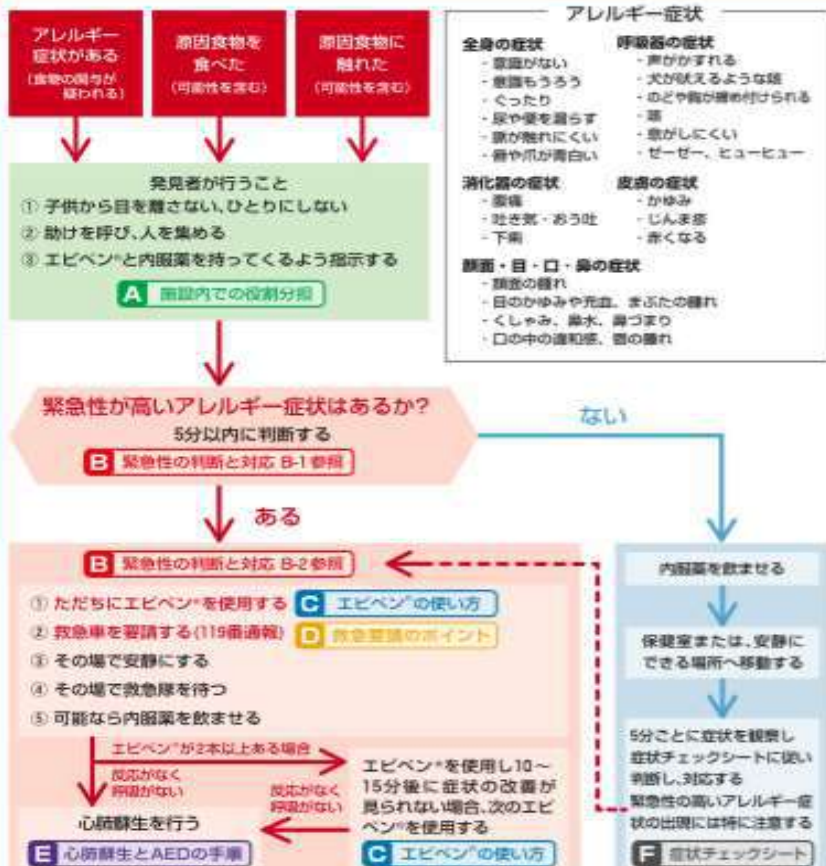 アレルギー
症状がある
(食物の関与が
疑われる)
原因食物を
食べた
(可能性を含む)
原因食物に
触れた
(可能性を含む)
発見者が行うこと
① 子供から目を離さない、ひとりにしない
② 助けを呼び、人を集める
③ エピペン®と内服薬を持ってくるよう指示する
A 施設内での役割分担
アレルギー症状
全身の症状
・意識がない
・意識もうろう
・ぐったり
・尿や便を漏らす
・脈が触れにくい
・唇や爪が青白い
呼吸器の症状
・声がかすれる
・犬が吠えるような咳
・のどや胸が締め付けられる
・咳
・息がしにくい
・ゼーゼー、ヒューヒュー
消化器の症状
・腹痛
・吐き気・おう吐
・下痢
皮膚の症状
・かゆみ
・じんま疹
・赤くなる
顔面・目・口・鼻の症状
・顔面の腫れ
・目のかゆみや充血、まぶたの腫れ
・くしゃみ、鼻水、鼻づまり
・口の中の違和感、唇の腫れ
緊急性が高いアレルギー症状はあるか?
5分以内に判断する
B 緊急性の判断と対応 B-1参照
ない
ある
B 緊急性の判断と対応 B-2参照
① ただちにエピペン®を使用する C エピペン®の使い方
② 救急車を要請する(119番通報) D 救急要請のポイント
③ その場で安静にする
④ その場で救急隊を待つ
⑤ 可能なら内服薬を飲ませる
エピペン®が2本以上ある場合
反応がなく
呼吸がない
反応がなく
呼吸がない
エピペン®を使用し10〜
15分後に症状の改善が
見られない場合、次のエピ
ペン®を使用する
C エピペン®の使い方
心肺蘇生を行う
E 心肺蘇生とAEDの手順
内服薬を飲ませる
保健室または、安静に
できる場所へ移動する
5分ごとに症状を観察し
症状チェックシートに従い
判断し、対応する
緊急性の高いアレルギー症
状の出現には特に注意する
F 症状チェックシート